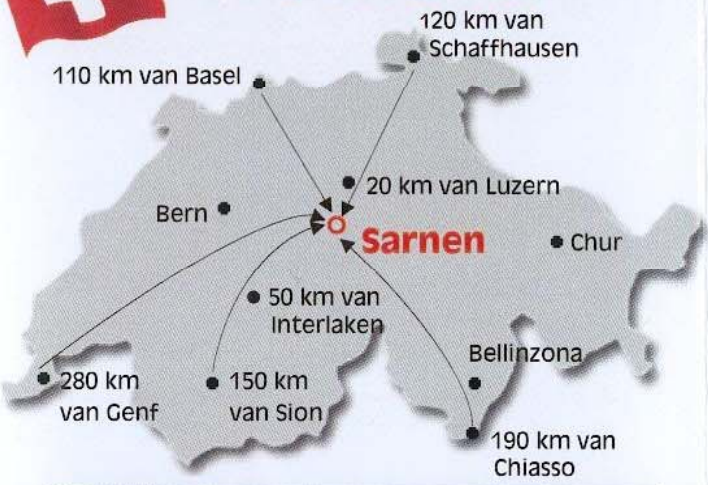 120 km van
Schaffhausen
110 km van Basel
20 km van Luzern
Bern
Sarnen
Chur
50 km van
Interlaken
Bellinzona
280 km
van Genf
150 km
van Sion
190 km van
Chiasso